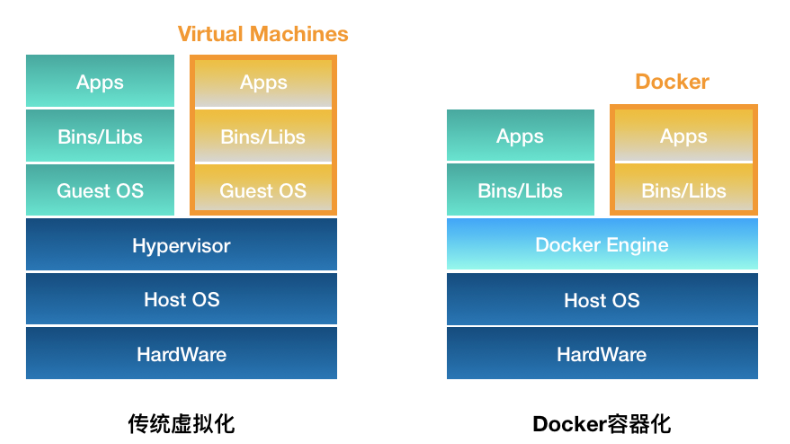 Virtual Machines
Apps
Apps
Bins/Libs
Bins/Libs
Guest OS
Guest OS
Hypervisor
Host OS
HardWare
传统虚拟化
Docker
Apps
Apps
Bins/Libs
Bins/Libs
Docker Engine
Host OS
HardWare
Docker容器化